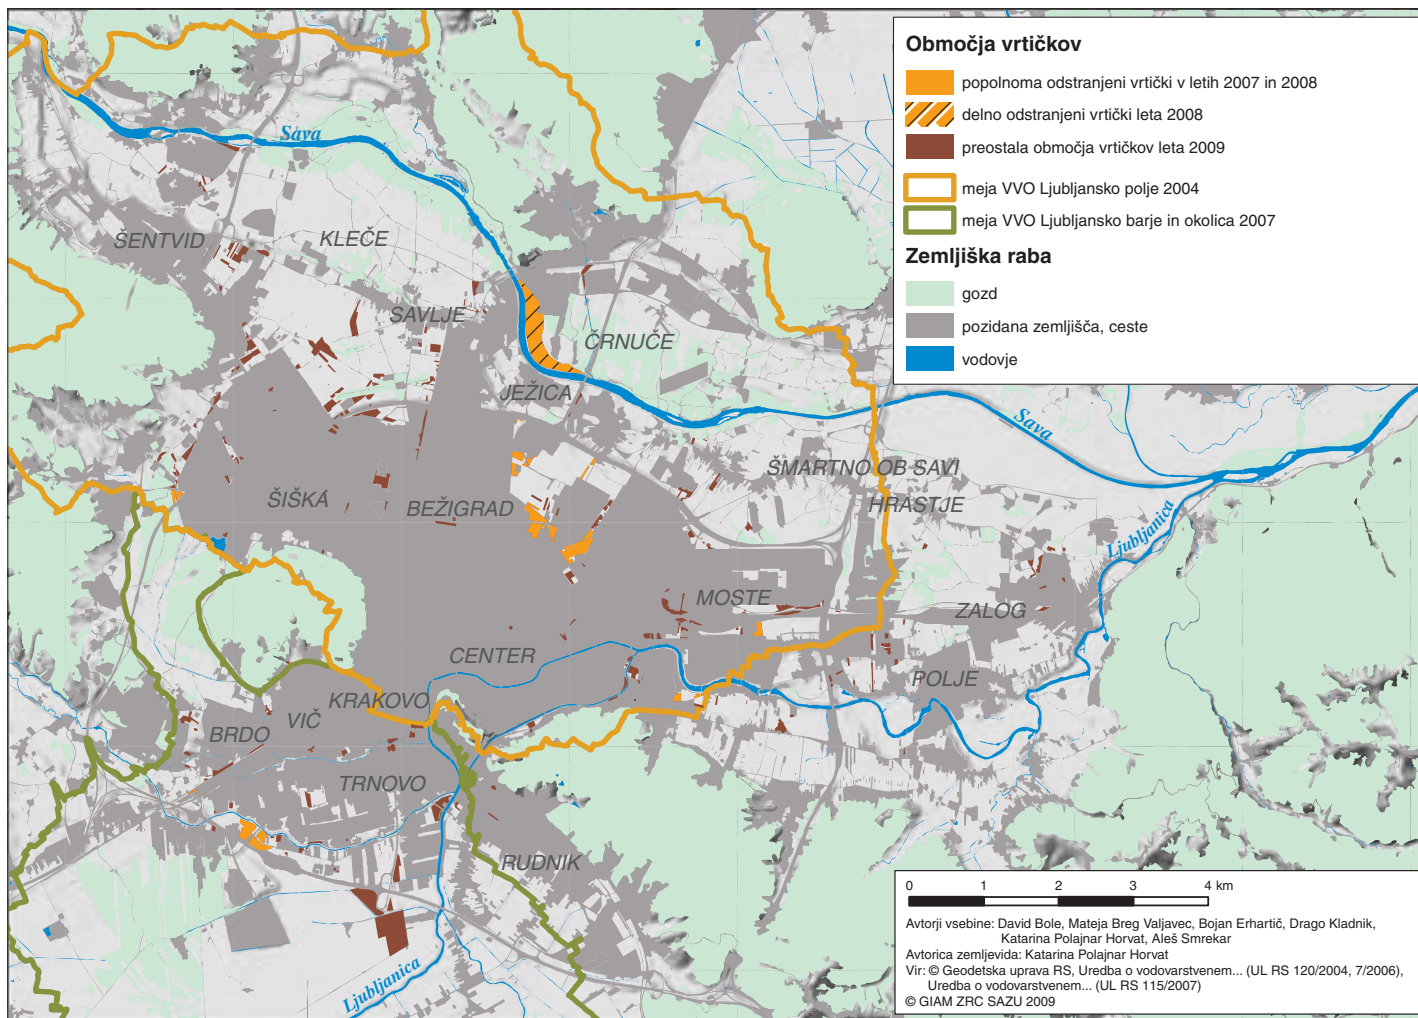 Območja vrtičkov
popolnoma odstranjeni vrtički v letih 2007 in 2008
delno odstranjeni vrtički leta 2008
preostala območja vrtičkov leta 2009
meja VVO Ljubljansko polje 2004
meja VVO Ljubljansko barje in okolica 2007
Zemljiška raba
gozd
pozidana zemljišča, ceste
vodovje
Sava
ŠENTVID
KLEČE
SAVLJE
ČRNUČE
JEŽICA
Sava
ŠMARTNO OB SAVI
ŠIŠKA
BEŽIGRAD
HRASTJE
Ljubljanica
MOSTE
ZALOG
CENTER
POLJE
KRAKOVO
VIČ
BRDO
TRNOVO
RUDNIK
Ljubljanica
0 1 2 3 4 km
Avtorji vsebine: David Bole, Mateja Breg Valjavec, Bojan Erhartič, Drago Kladnik,
Katarina Polajnar Horvat, Aleš Smrekar
Avtorica zemljevida: Katarina Polajnar Horvat
Vir: © Geodetska uprava RS, Uredba o vodovarstvenem... (UL RS 120/2004, 7/2006),
Uredba o vodovarstvenem... (UL RS 115/2007)
© GIAM ZRC SAZU 2009